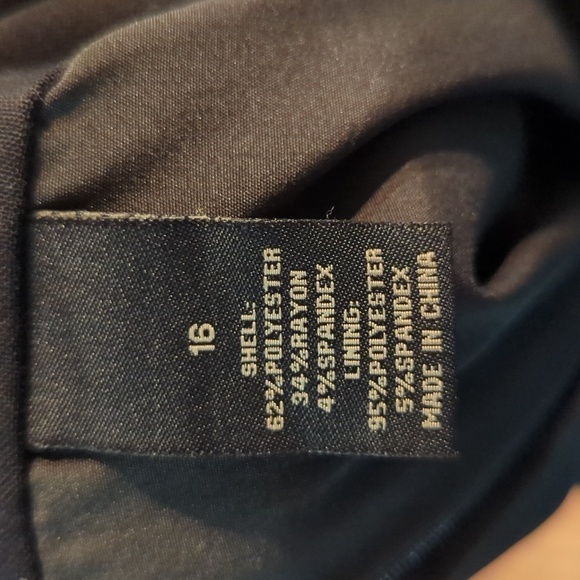 16
SHELL:
62%POLYESTER
34%RAYON
4%SPANDEX
LINING:
95%POLYESTER
5%SPANDEX
MADE IN CHINA